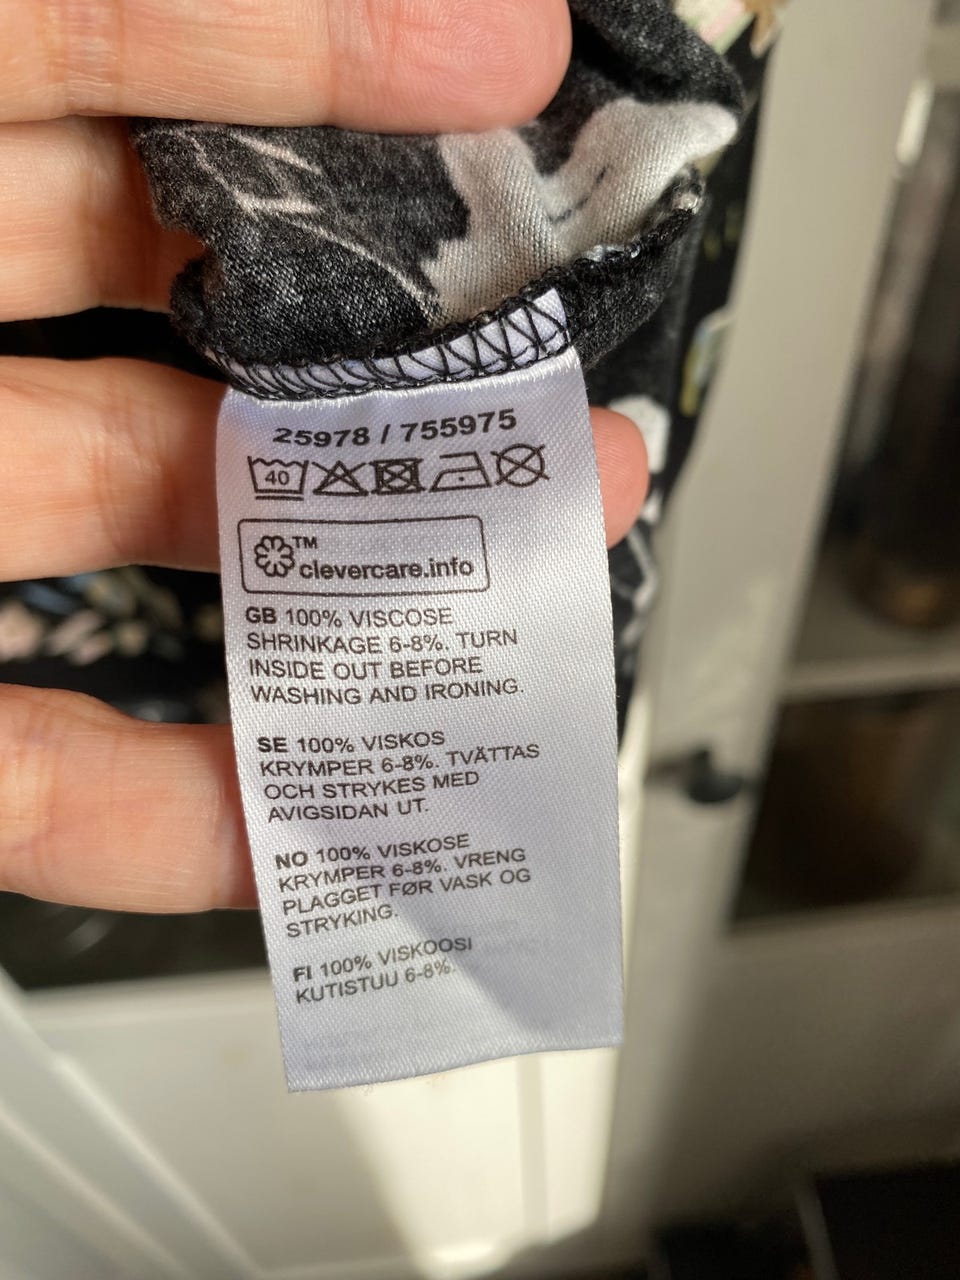 25978 / 755975
40
TM
clevercare.info
GB 100% VISCOSE
SHRINKAGE 6-8%. TURN
INSIDE OUT BEFORE
WASHING AND IRONING.
SE 100% VISKOS
KRYMPER 6-8%. TVÄTTAS
OCH STRYKES MED
AVIGSIDAN UT.
NO 100% VISKOSE
KRYMPER 6-8%. VRENG
PLAGGET FØR VASK OG
STRYKING.
FI 100% VISKOOSI
KUTISTUU 6-8%.